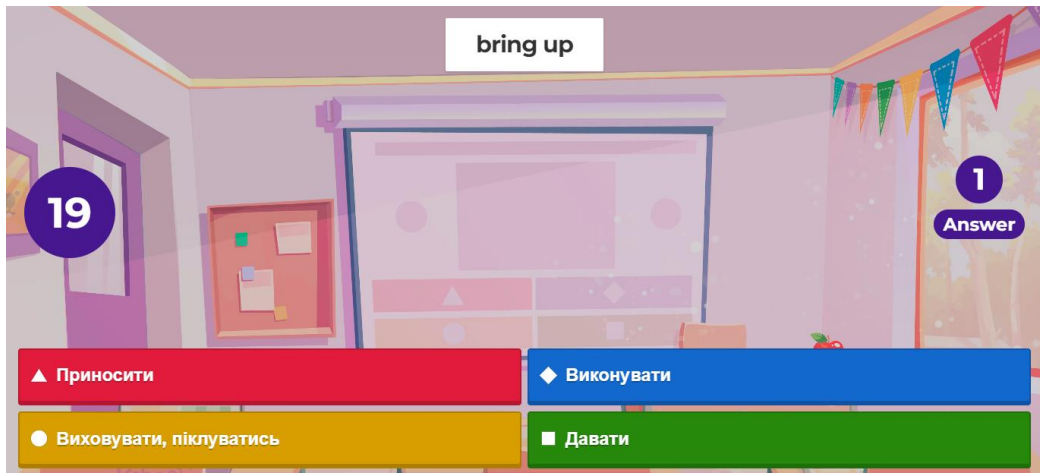 bring up
19
1
Answer
Приносити
Виконувати
Виховувати, піклуватись
Давати